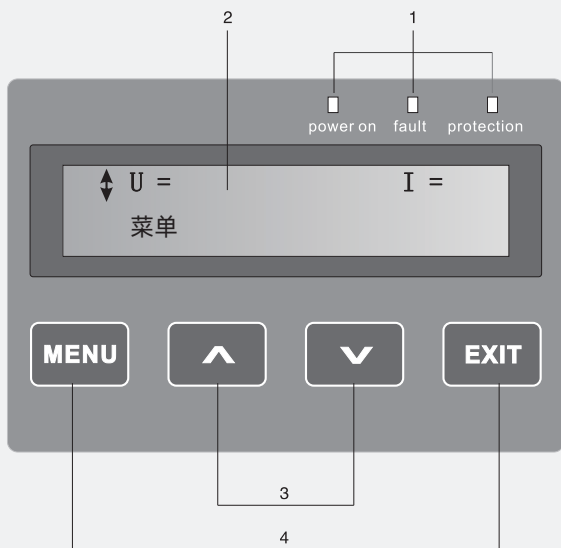 2 1
power on fault protection
U = I =
菜单
MENU ∧ ∨ EXIT
3
4